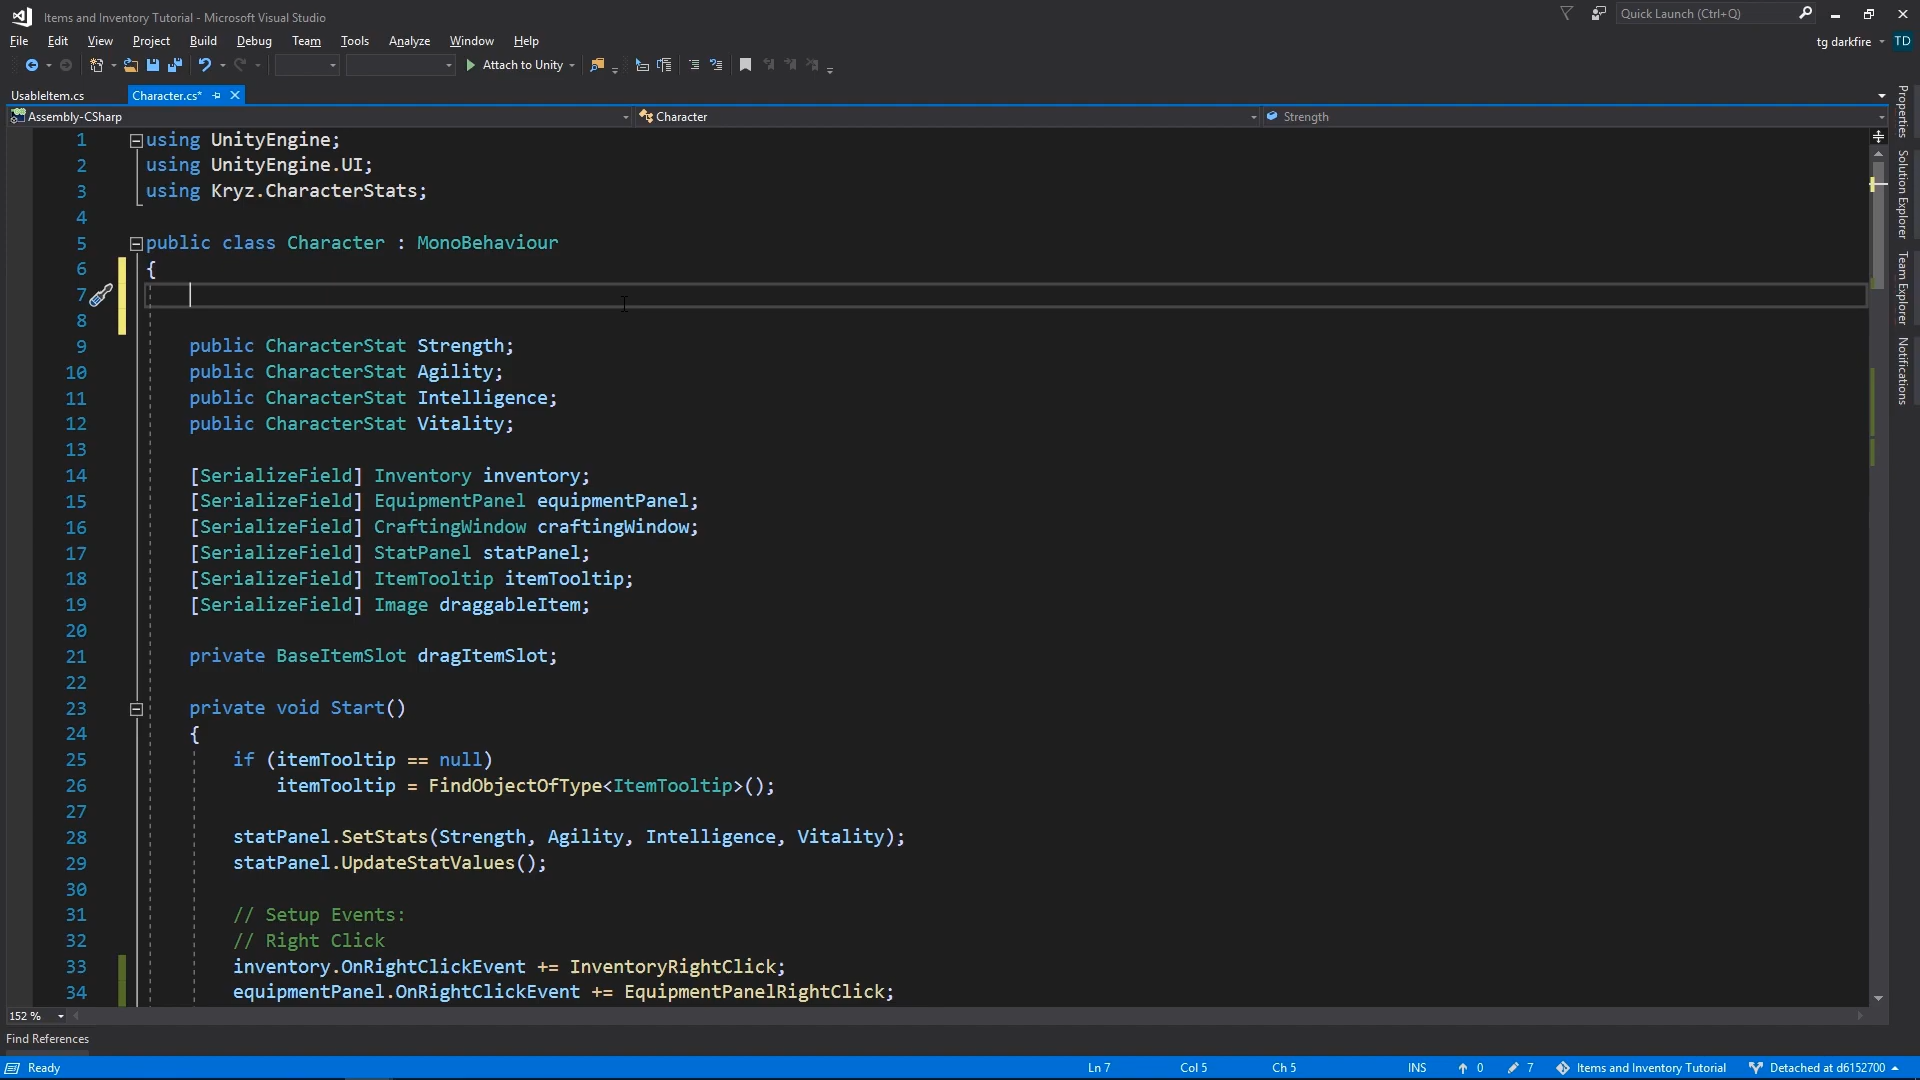 Items and Inventory Tutorial - Microsoft Visual Studio
Quick Launch (Ctrl+Q)
File Edit View Project Build Debug Team Tools Analyze Window Help
tg darkfire TD
Attach to Unity
UsableItem.cs Character.cs*
Assembly-CSharp Character Strength
1 using UnityEngine;
2 using UnityEngine.UI;
3 using Kryz.CharacterStats;
4
5 public class Character : MonoBehaviour
6 {
7
8
9 public CharacterStat Strength;
10 public CharacterStat Agility;
11 public CharacterStat Intelligence;
12 public CharacterStat Vitality;
13
14 [SerializeField] Inventory inventory;
15 [SerializeField] EquipmentPanel equipmentPanel;
16 [SerializeField] CraftingWindow craftingWindow;
17 [SerializeField] StatPanel statPanel;
18 [SerializeField] ItemTooltip itemTooltip;
19 [SerializeField] Image draggableItem;
20
21 private BaseItemSlot dragItemSlot;
22
23 private void Start()
24 {
25 if (itemTooltip == null)
26 itemTooltip = FindObjectOfType<ItemTooltip>();
27
28 statPanel.SetStats(Strength, Agility, Intelligence, Vitality);
29 statPanel.UpdateStatValues();
30
31 // Setup Events:
32 // Right Click
33 inventory.OnRightClickEvent += InventoryRightClick;
34 equipmentPanel.OnRightClickEvent += EquipmentPanelRightClick;
Properties
Solution Explorer
Team Explorer
Notifications
152 %
Find References
Ready Ln 7 Col 5 Ch 5 INS 0 7 Items and Inventory Tutorial Detached at d6152700